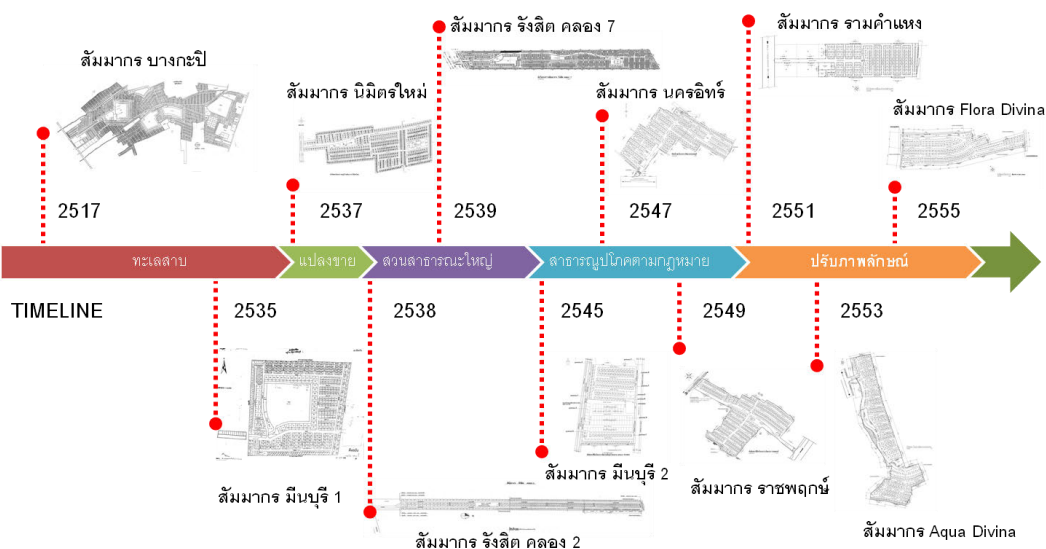 สัมมากร บางกะปิ
สัมมากร นิมิตรใหม่
สัมมากร รังสิต คลอง 7
สัมมากร นครอิทร์
สัมมากร รามคำแหง
สัมมากร Flora Divina
2517
2537
2539
2547
2551
2555
ทะเลสาบ
แปลงขาย
สวนสาธารณะใหญ่
สาธารณูปโภคตามกฎหมาย
ปรับภาพลักษณ์
TIMELINE
2535
2538
2545
2549
2553
สัมมากร มีนบุรี 1
สัมมากร รังสิต คลอง 2
สัมมากร มีนบุรี 2
สัมมากร ราชพฤกษ์
สัมมากร Aqua Divina